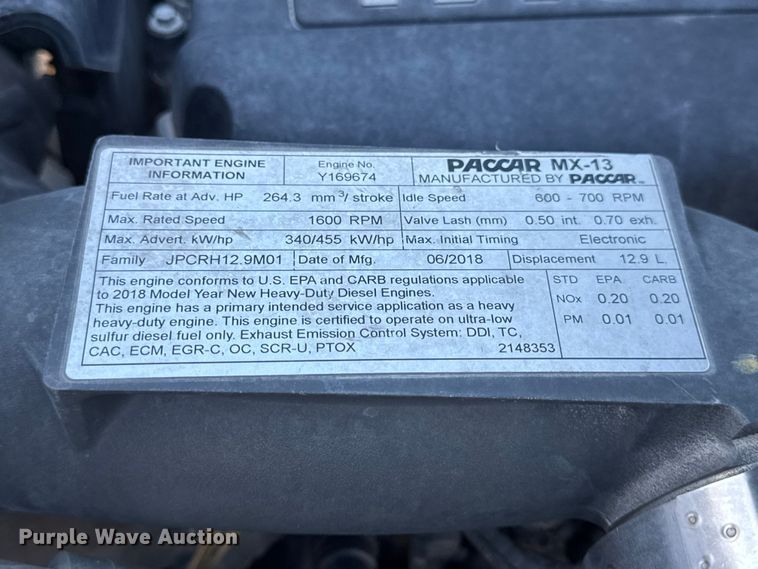 IMPORTANT ENGINE INFORMATION
Engine No. Y169674
PACCAR MX-13
MANUFACTURED BY PACCAR
Fuel Rate at Adv. HP 264.3 mm³/ stroke Idle Speed 600 - 700 RPM
Max. Rated Speed 1600 RPM Valve Lash (mm) 0.50 int. 0.70 exh.
Max. Advert. kW/hp 340/455 kW/hp Max. Initial Timing Electronic
Family JPCRH12.9M01 Date of Mfg. 06/2018 Displacement 12.9 L.
This engine conforms to U.S. EPA and CARB regulations applicable
to 2018 Model Year New Heavy-Duty Diesel Engines.
This engine has a primary intended service application as a heavy
heavy-duty engine. This engine is certified to operate on ultra-low
sulfur diesel fuel only. Exhaust Emission Control System: DDI, TC,
CAC, ECM, EGR-C, OC, SCR-U, PTOX 2148353
STD EPA CARB
NOx 0.20 0.20
PM 0.01 0.01
Purple Wave Auction